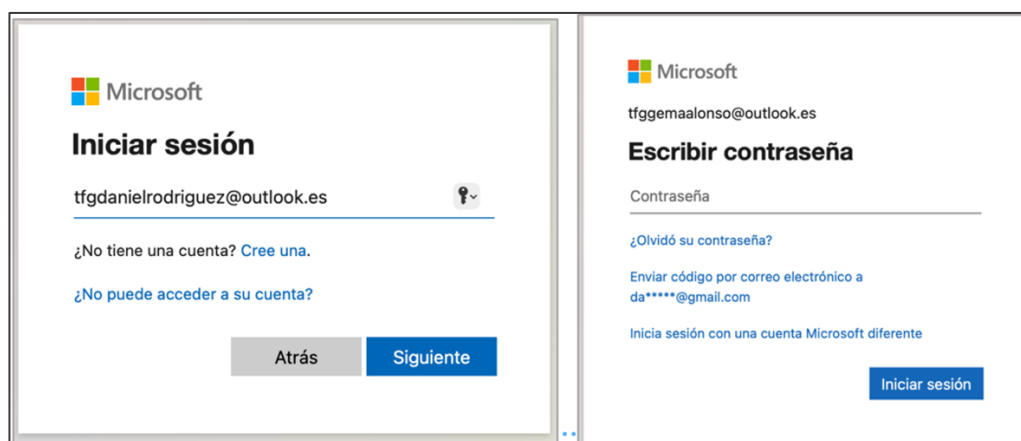 Microsoft
Iniciar sesión
tfgdanielrodriguez@outlook.es
¿No tiene una cuenta? Cree una.
¿No puede acceder a su cuenta?
Atrás
Siguiente
Microsoft
tfggemaalonso@outlook.es
Escribir contraseña
Contraseña
¿Olvidó su contraseña?
Enviar código por correo electrónico a
da*****@gmail.com
Inicia sesión con una cuenta Microsoft diferente
Iniciar sesión